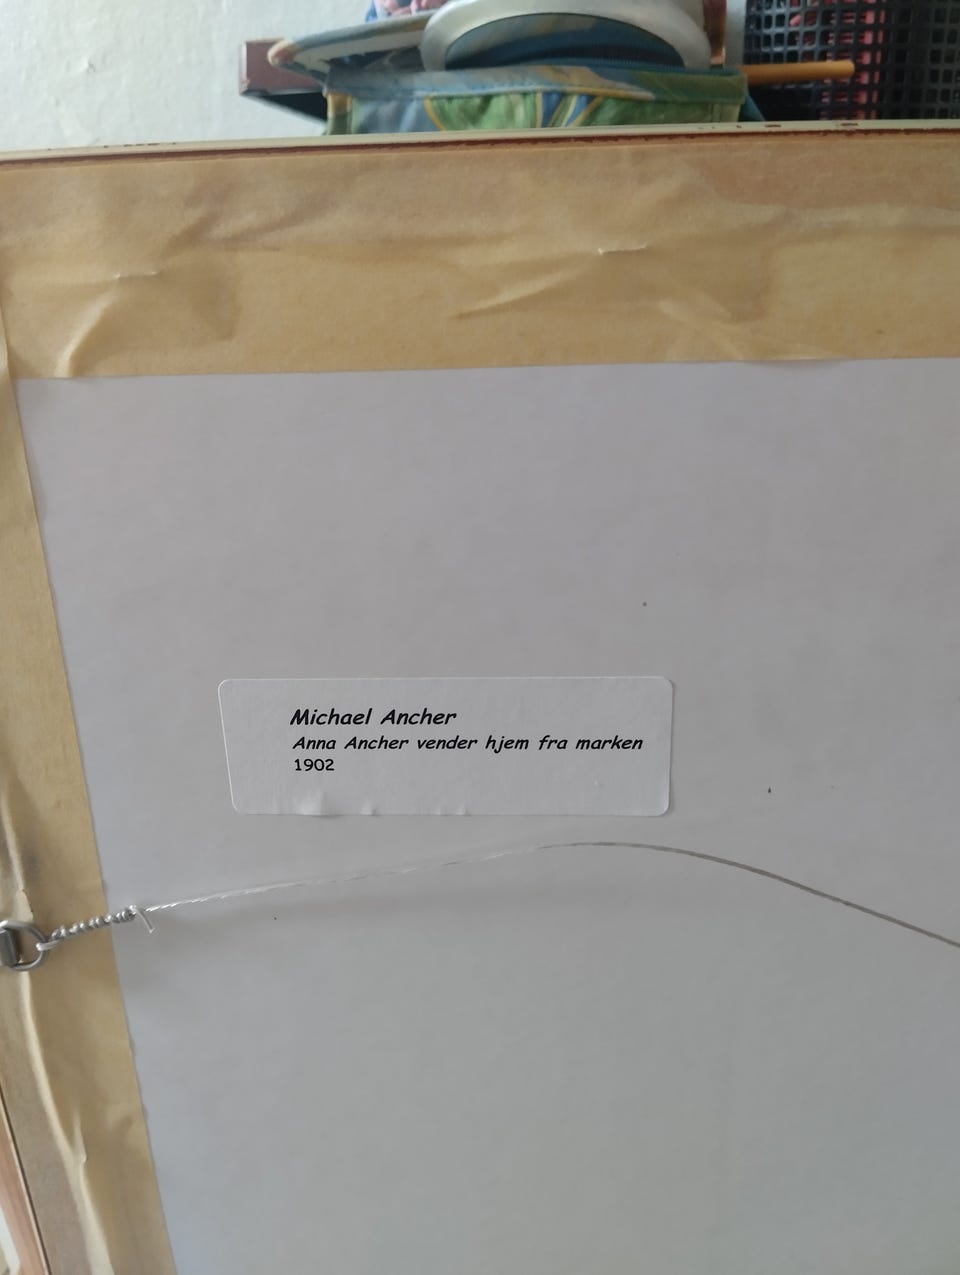 Michael Ancher
Anna Ancher vender hjem fra marken
1902